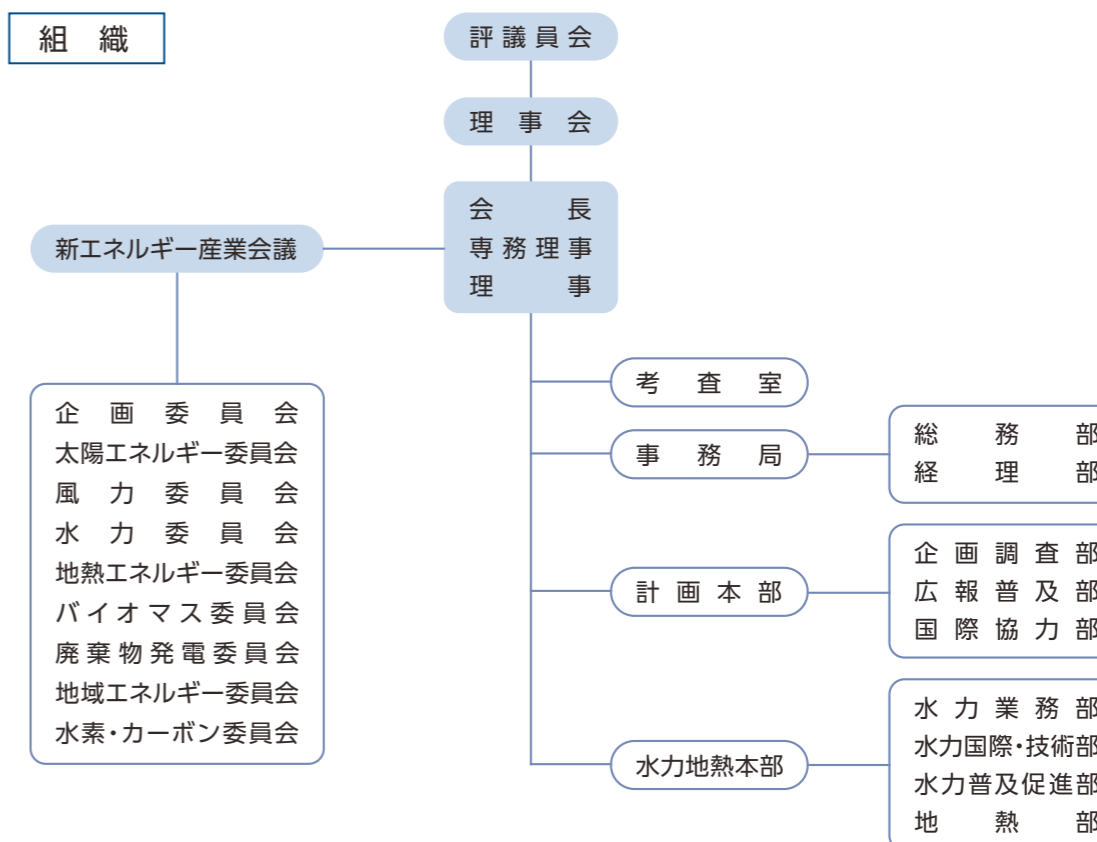 組織
評議員会
理事会
会長
専務理事
理事
新エネルギー産業会議
企画委員会
太陽エネルギー委員会
風力委員会
水力委員会
地熱エネルギー委員会
バイオマス委員会
廃棄物発電委員会
地域エネルギー委員会
水素・カーボン委員会
考査室
事務局
総務部
経理部
計画本部
企画調査部
広報普及部
国際協力部
水力地熱本部
水力業務部
水力国際・技術部
水力普及促進部
地熱部